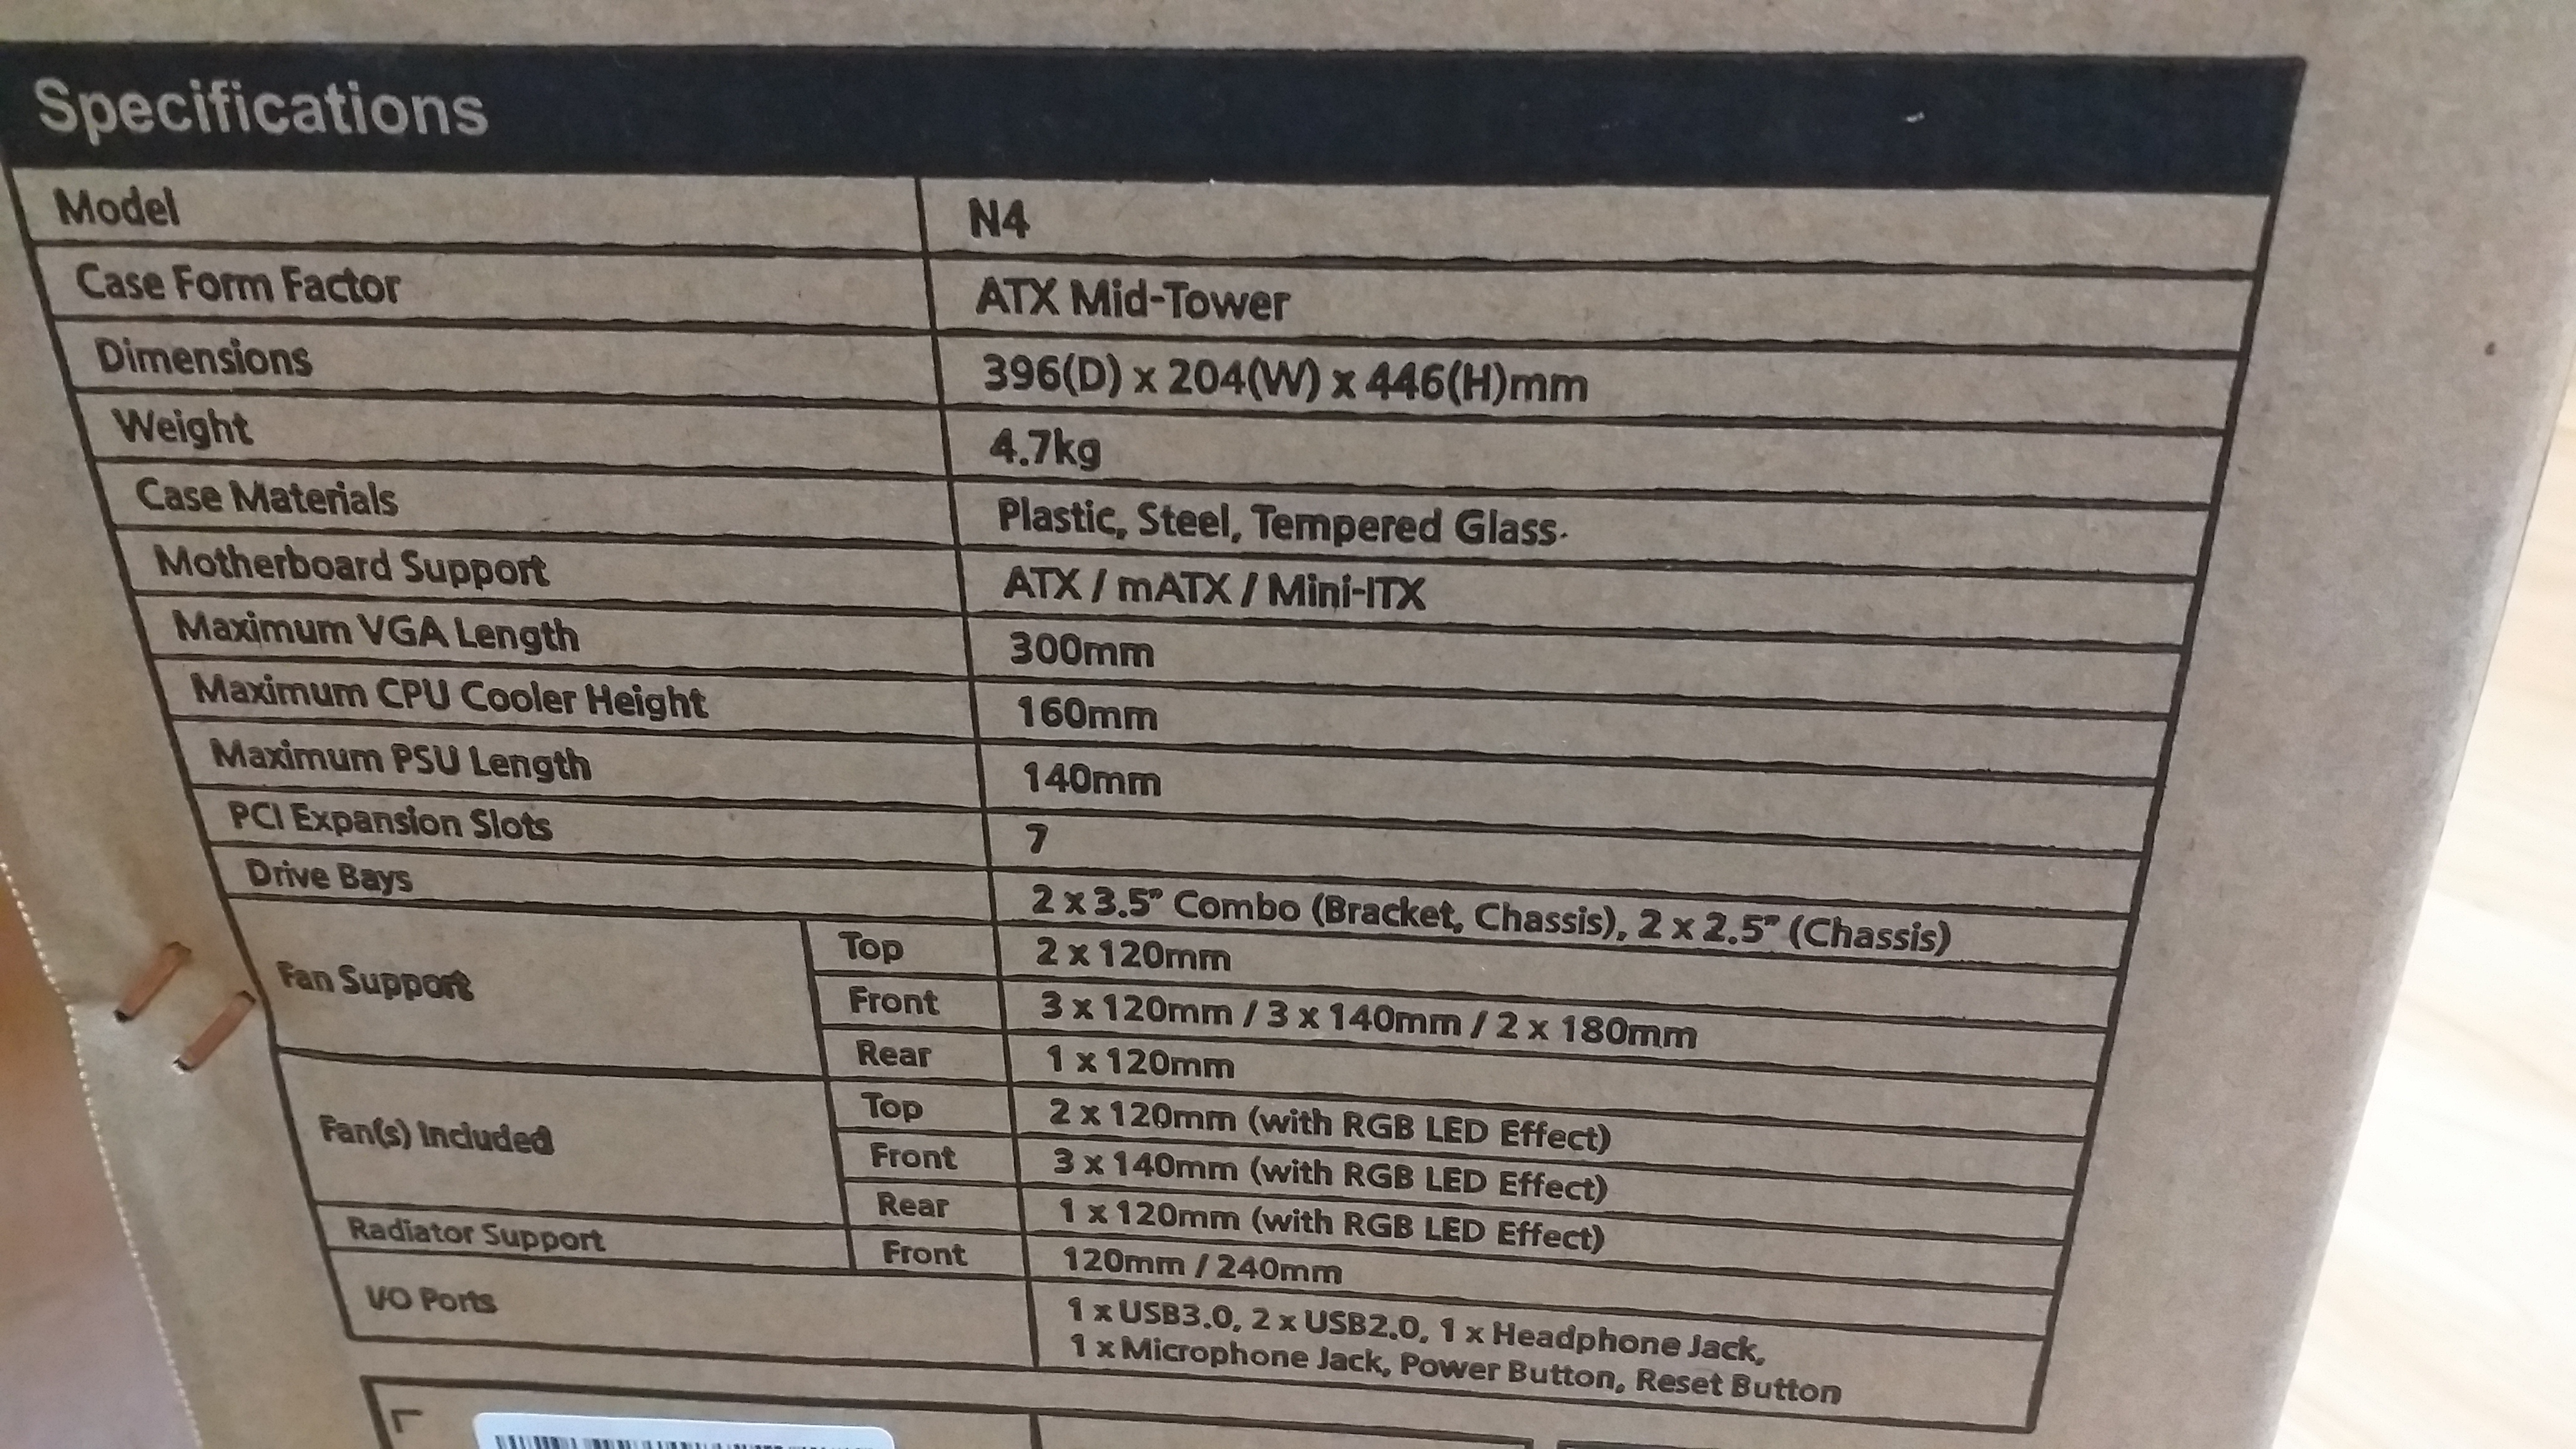 Specifications
Model N4
Case Form Factor ATX Mid-Tower
Dimensions 396(D) x 204(W) x 446(H)mm
Weight 4.7kg
Case Materials Plastic, Steel, Tempered Glass.
Motherboard Support ATX / mATX / Mini-ITX
Maximum VGA Length 300mm
Maximum CPU Cooler Height 160mm
Maximum PSU Length 140mm
PCI Expansion Slots 7
Drive Bays 2 x 3.5" Combo (Bracket, Chassis), 2 x 2.5" (Chassis)
Fan Support Top 2 x 120mm
Front 3 x 120mm / 3 x 140mm / 2 x 180mm
Rear 1 x 120mm
Fan(s) Included Top 2 x 120mm (with RGB LED Effect)
Front 3 x 140mm (with RGB LED Effect)
Rear 1 x 120mm (with RGB LED Effect)
Radiator Support Front 120mm / 240mm
I/O Ports 1 x USB3.0, 2 x USB2.0, 1 x Headphone Jack,
1 x Microphone Jack, Power Button, Reset Button